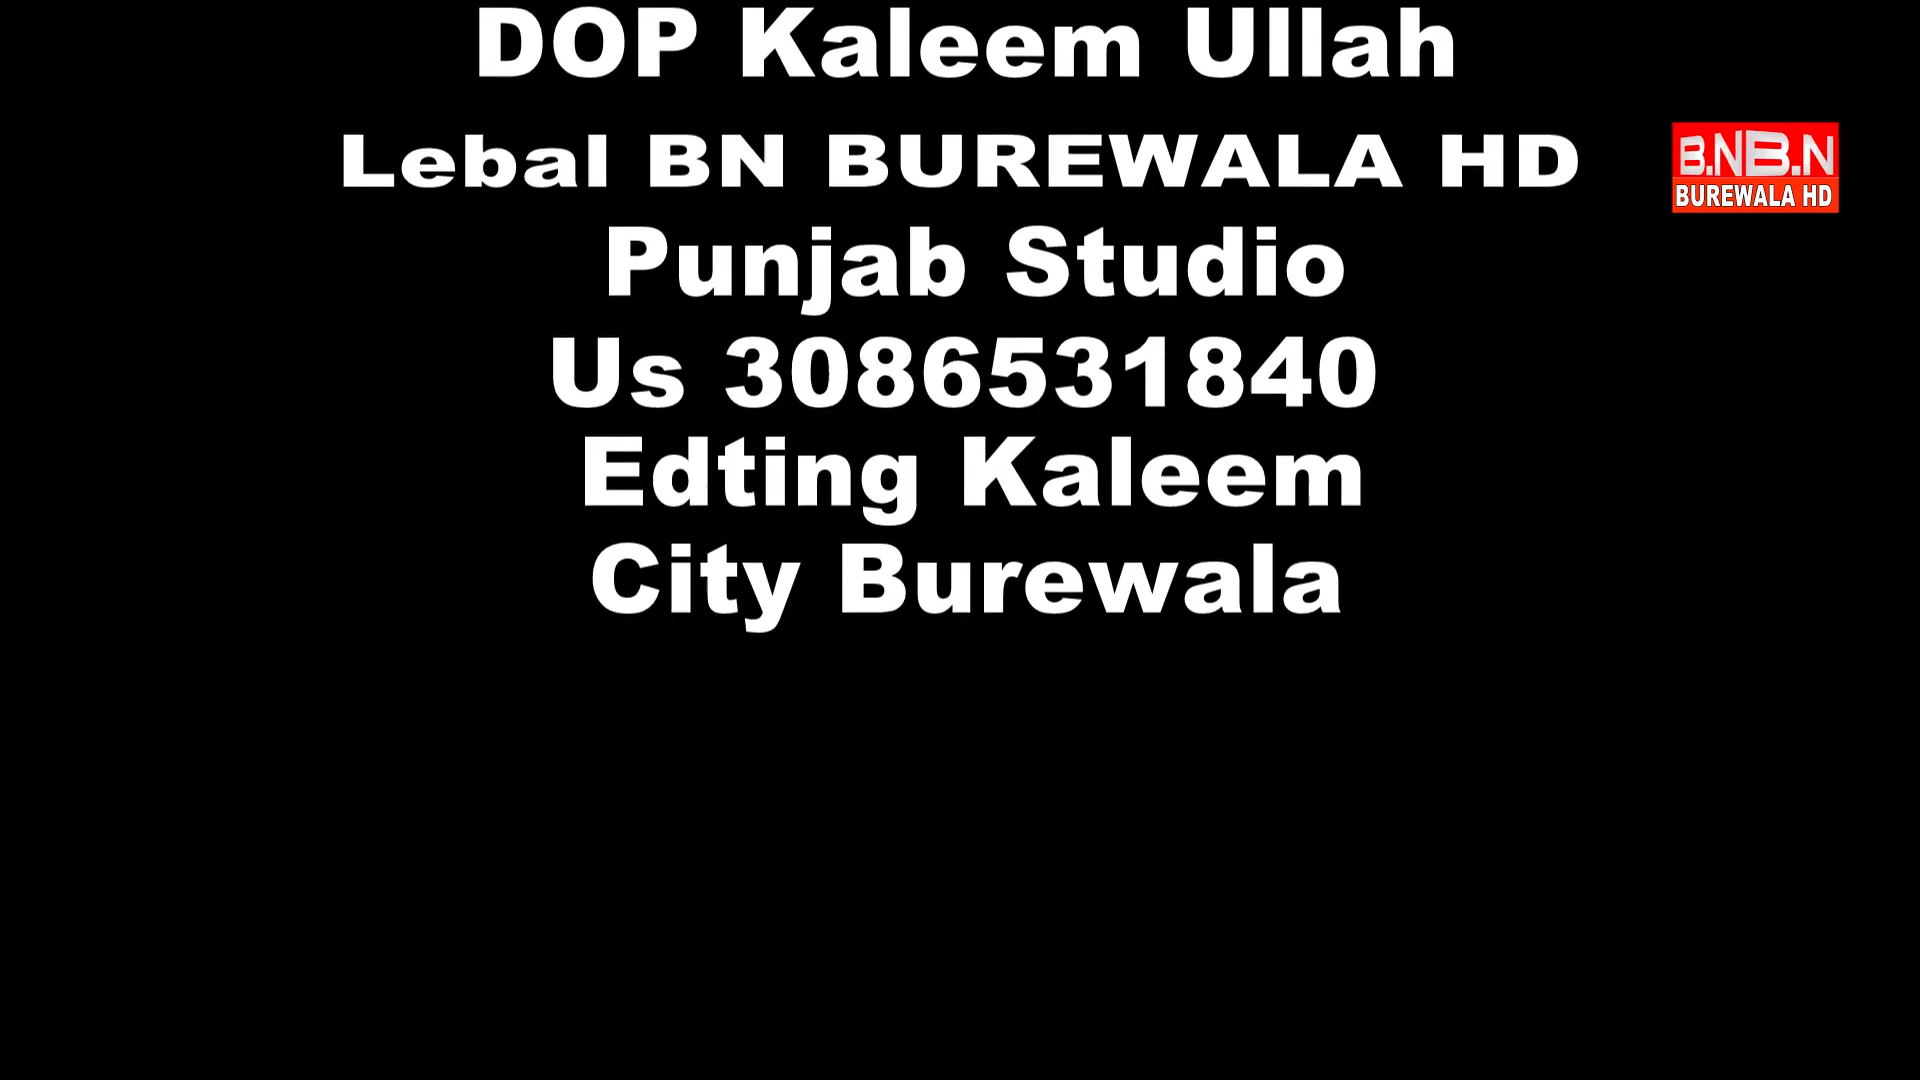 DOP Kaleem Ullah
Lebal BN BUREWALA HD
B.NB.N
BUREWALA HD
Punjab Studio
Us 3086531840
Edting Kaleem
City Burewala